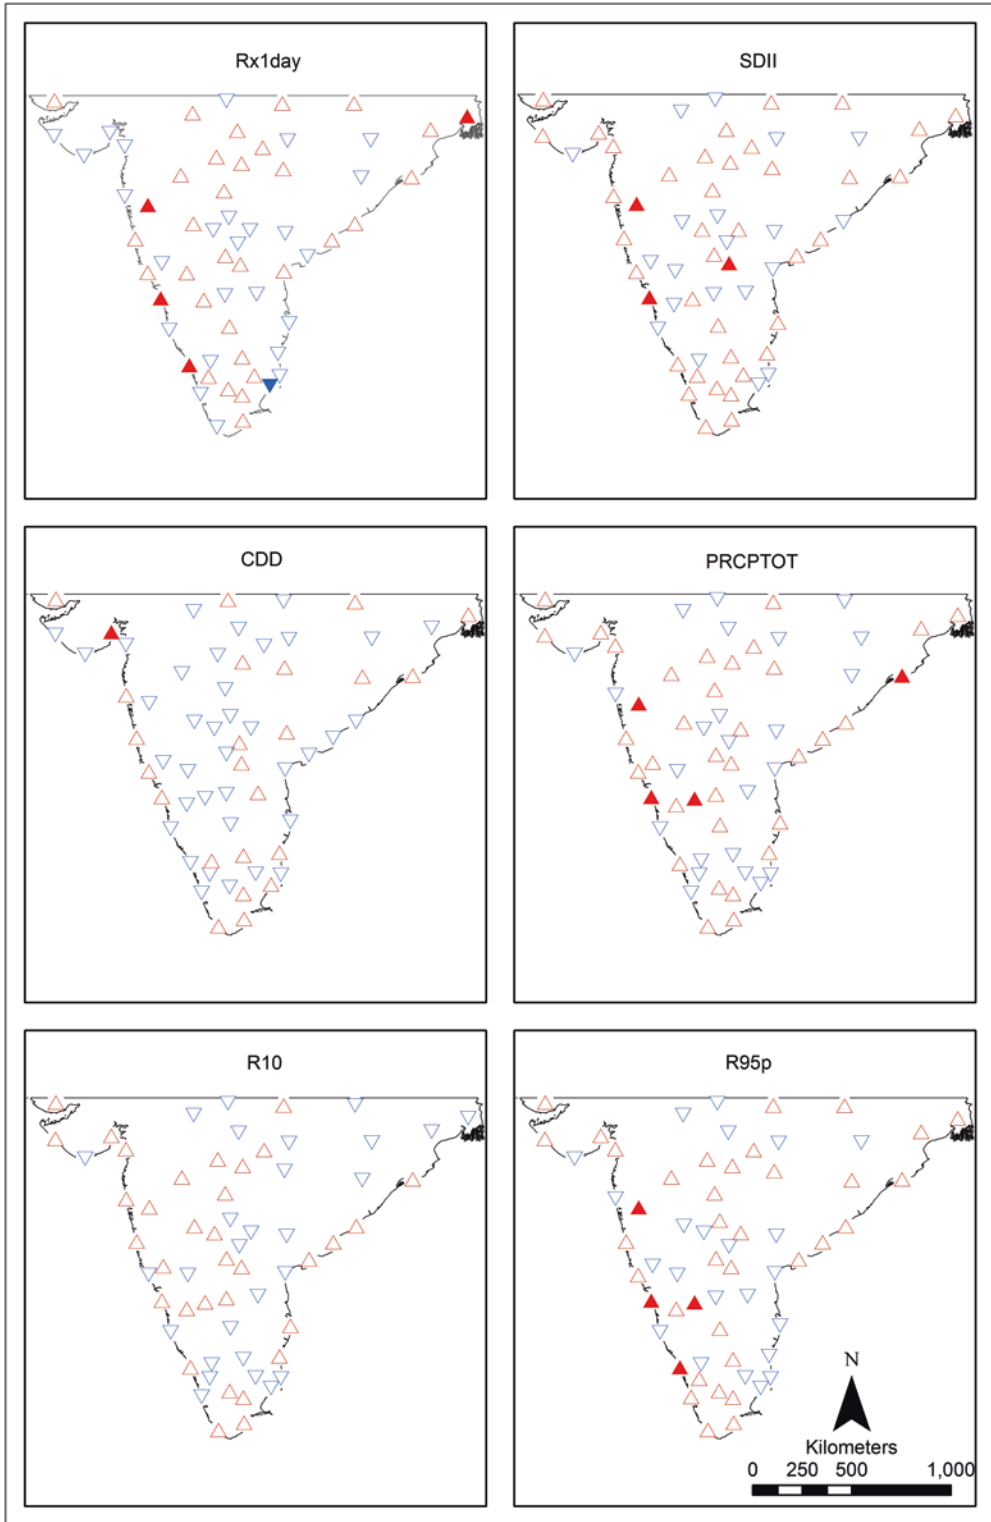 Rx1day
SDII
CDD
PRCPTOT
R10
R95p
N
Kilometers
0 250 500 1,000